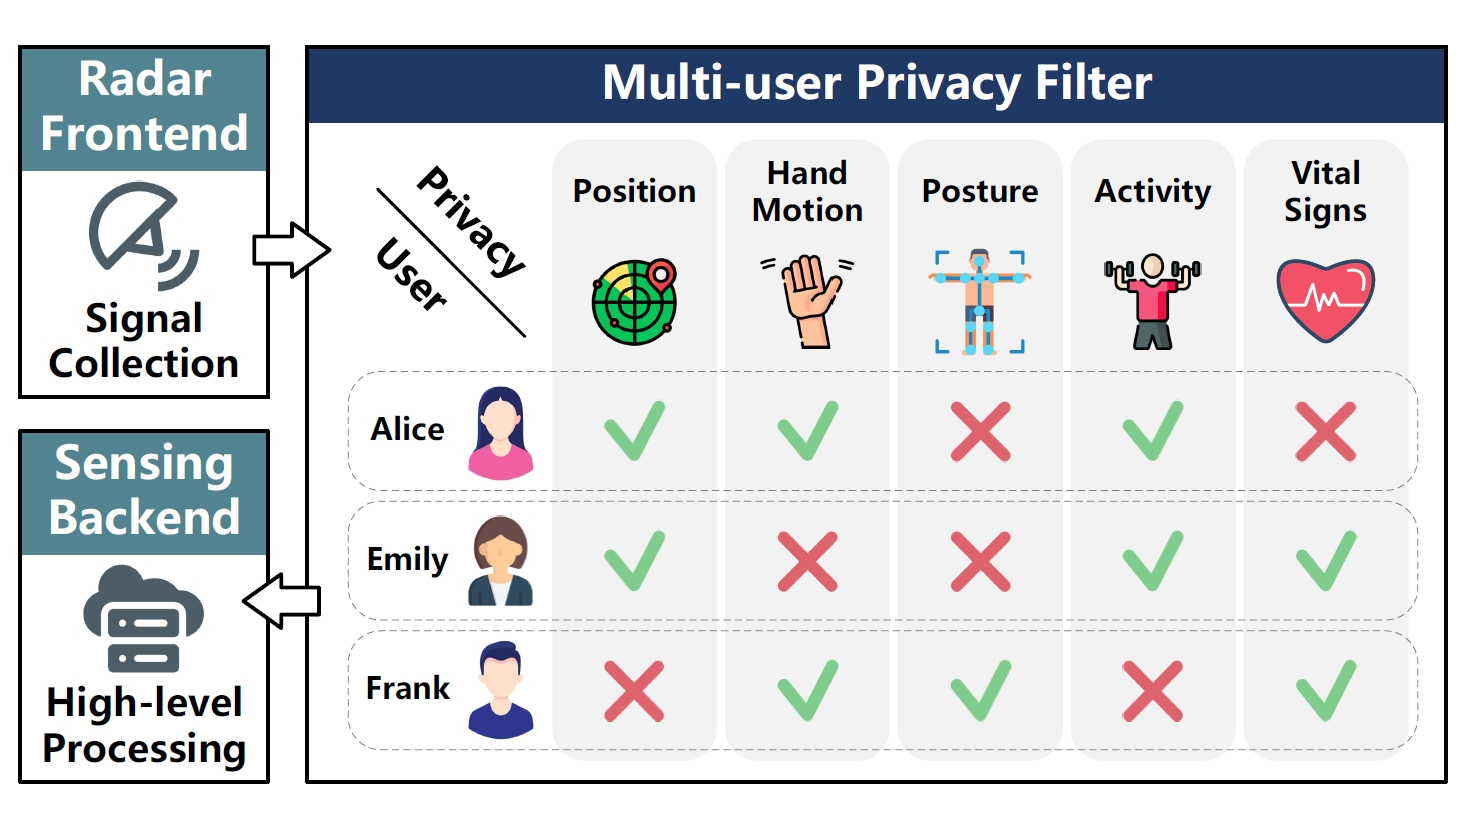 Radar
Frontend
Signal
Collection
Sensing
Backend
High-level
Processing
Multi-user Privacy Filter
Privacy
User
Position
Hand
Motion
Posture
Activity
Vital
Signs
Alice
Emily
Frank